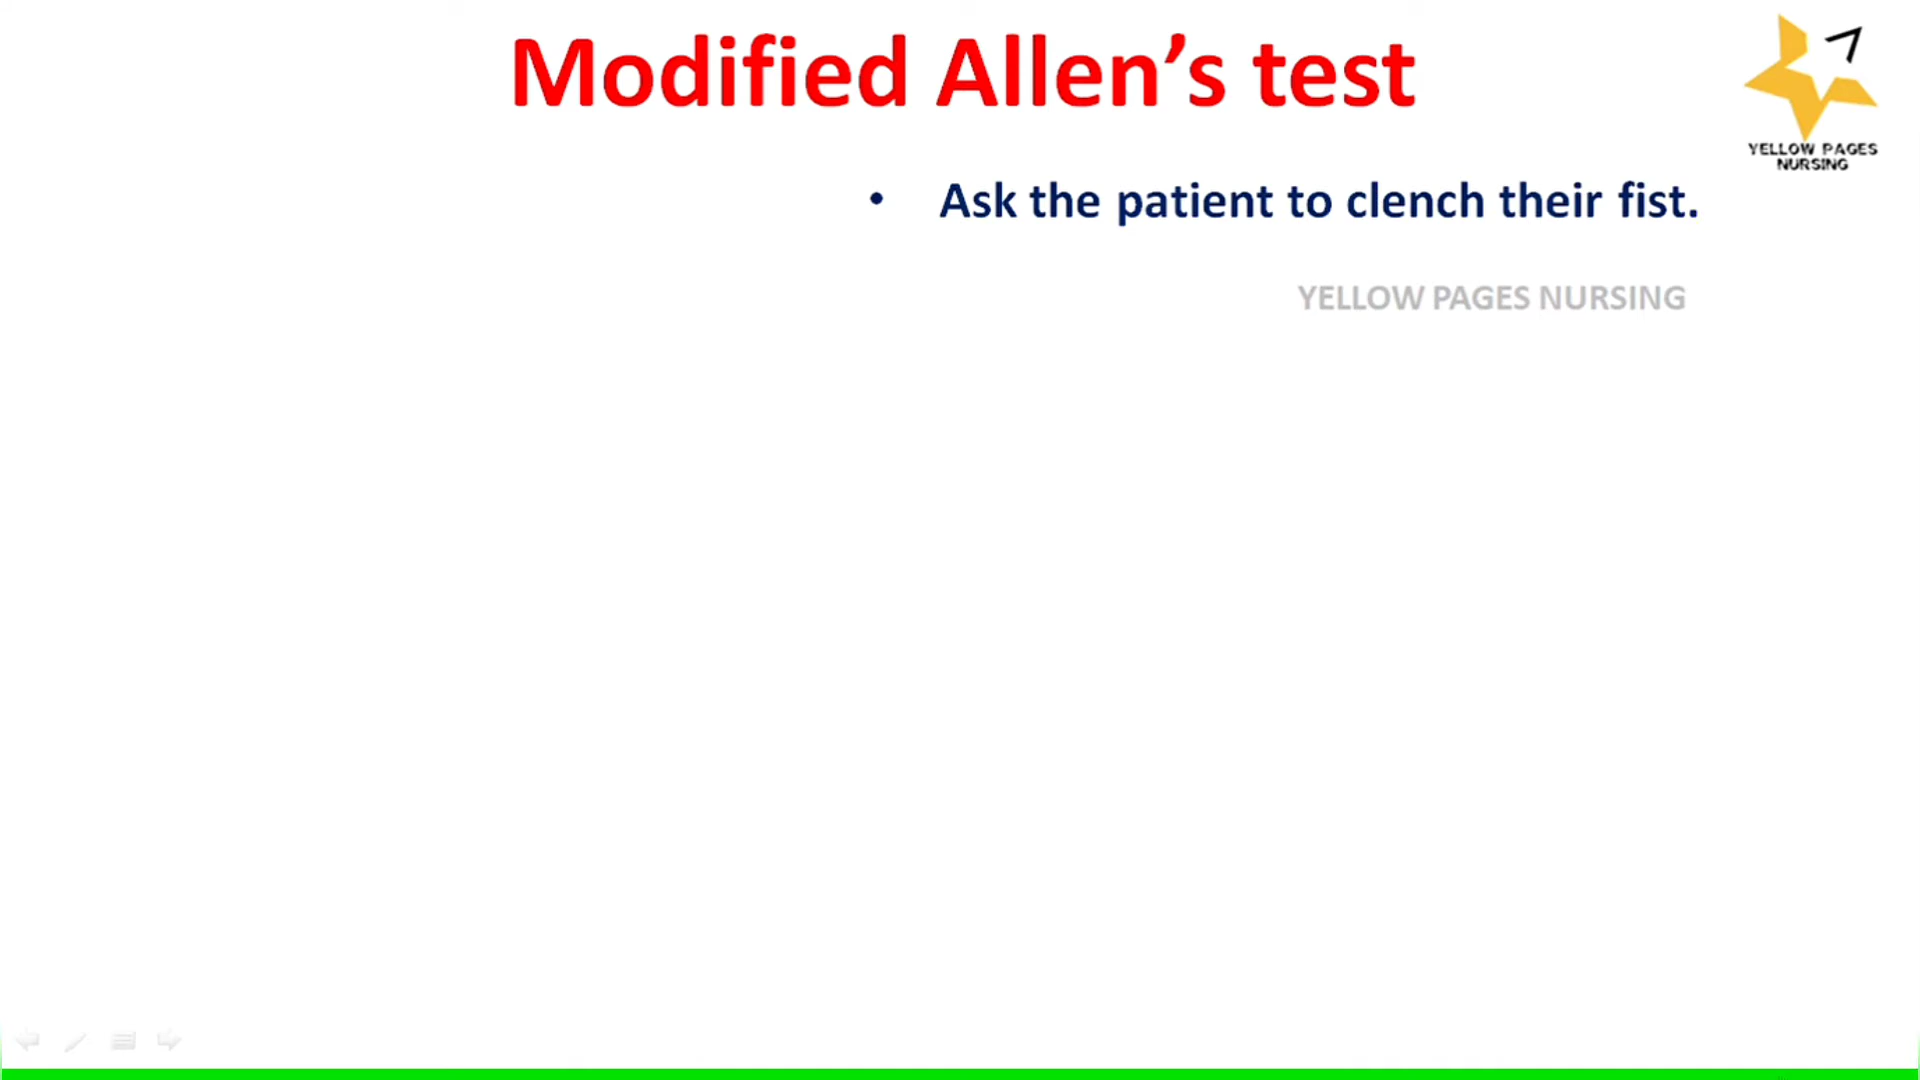 Modified Allen’s test
YELLOW PAGES
NURSING
• Ask the patient to clench their fist.
YELLOW PAGES NURSING